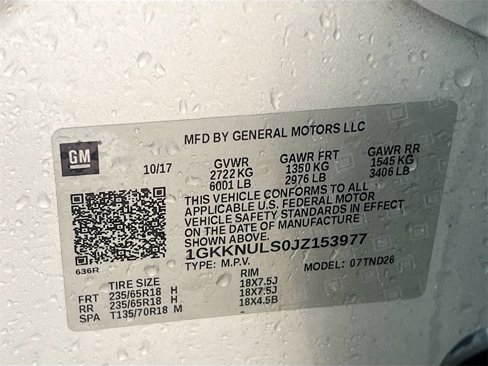 MFD BY GENERAL MOTORS LLC
GM
10/17
GVWR GAWR FRT GAWR RR
2722 KG 1350 KG 1545 KG
6001 LB 2976 LB 3406 LB
THIS VEHICLE CONFORMS TO ALL
APPLICABLE U.S. FEDERAL MOTOR
VEHICLE SAFETY STANDARDS IN EFFECT
ON THE DATE OF MANUFACTURE
SHOWN ABOVE.
1GKKNULS0JZ153977
TYPE: M.P.V. MODEL: 07TND26
636R
TIRE SIZE RIM
FRT 235/65R18 H 18X7.5J
RR 235/65R18 H 18X7.5J
SPA T135/70R18 M 18X4.5B